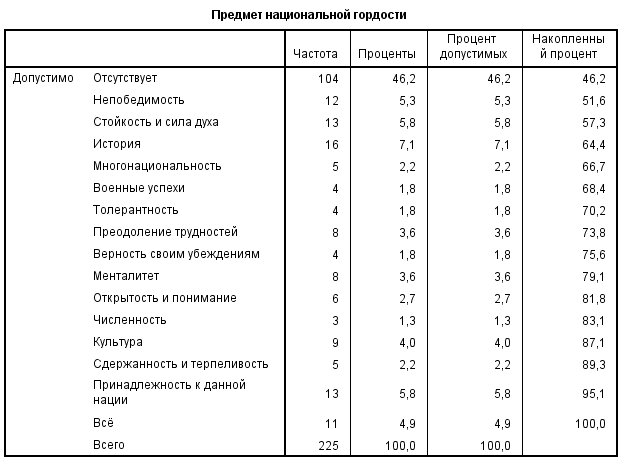 Предмет национальной гордости
Частота Проценты Процент допустимых Накопленны й процент
Допустимо Отсутствует 104 46,2 46,2 46,2
Непобедимость 12 5,3 5,3 51,6
Стойкость и сила духа 13 5,8 5,8 57,3
История 16 7,1 7,1 64,4
Многонациональность 5 2,2 2,2 66,7
Военные успехи 4 1,8 1,8 68,4
Толерантность 4 1,8 1,8 70,2
Преодоление трудностей 8 3,6 3,6 73,8
Верность своим убеждениям 4 1,8 1,8 75,6
Менталитет 8 3,6 3,6 79,1
Открытость и понимание 6 2,7 2,7 81,8
Численность 3 1,3 1,3 83,1
Культура 9 4,0 4,0 87,1
Сдержанность и терпеливость 5 2,2 2,2 89,3
Принадлежность к данной нации 13 5,8 5,8 95,1
Всё 11 4,9 4,9 100,0
Всего 225 100,0 100,0